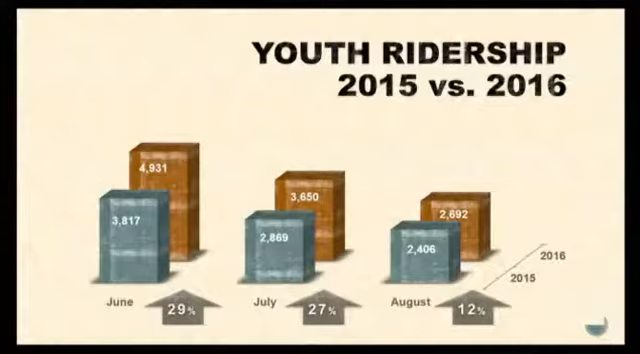 YOUTH RIDERSHIP
2015 vs. 2016
4,931
3,817
3,650
2,869
2,692
2,406
2016
2015
June
29%
July
27%
August
12%